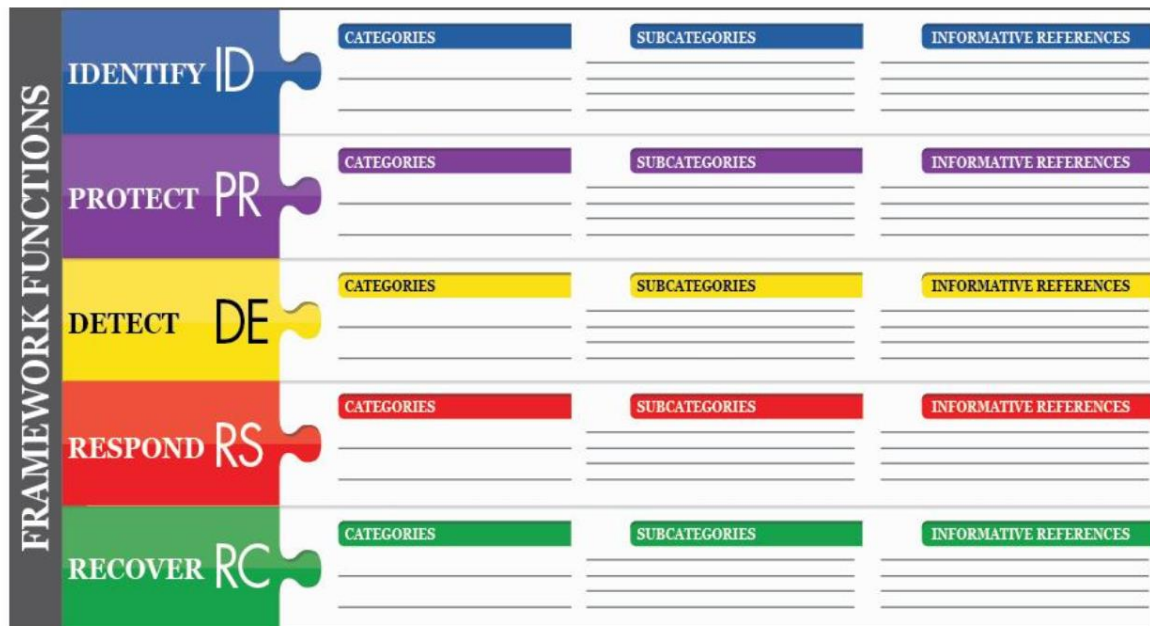 FRAMEWORK FUNCTIONS
IDENTIFY ID
CATEGORIES SUBCATEGORIES INFORMATIVE REFERENCES
PROTECT PR
CATEGORIES SUBCATEGORIES INFORMATIVE REFERENCES
DETECT DE
CATEGORIES SUBCATEGORIES INFORMATIVE REFERENCES
RESPOND RS
CATEGORIES SUBCATEGORIES INFORMATIVE REFERENCES
RECOVER RC
CATEGORIES SUBCATEGORIES INFORMATIVE REFERENCES